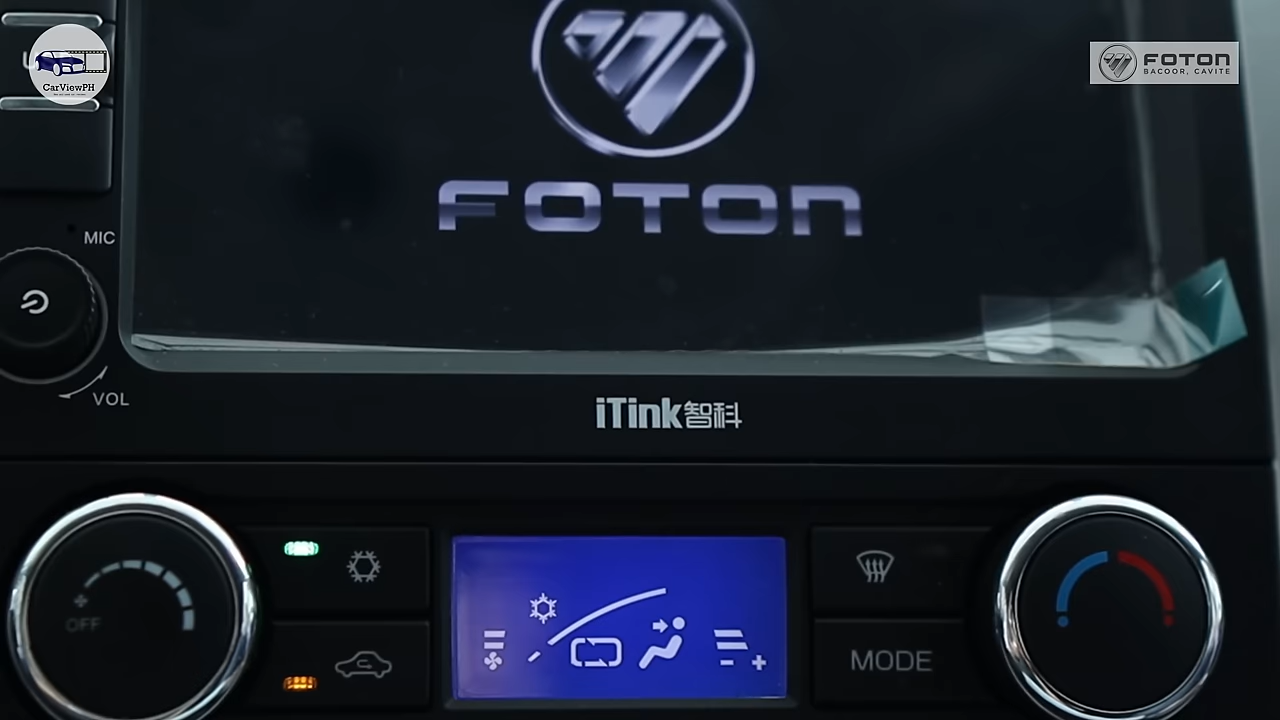 CarViewPH
FOTON
BACOOR, CAVITE
FOTON
MIC
VOL
iTink智科
OFF
MODE